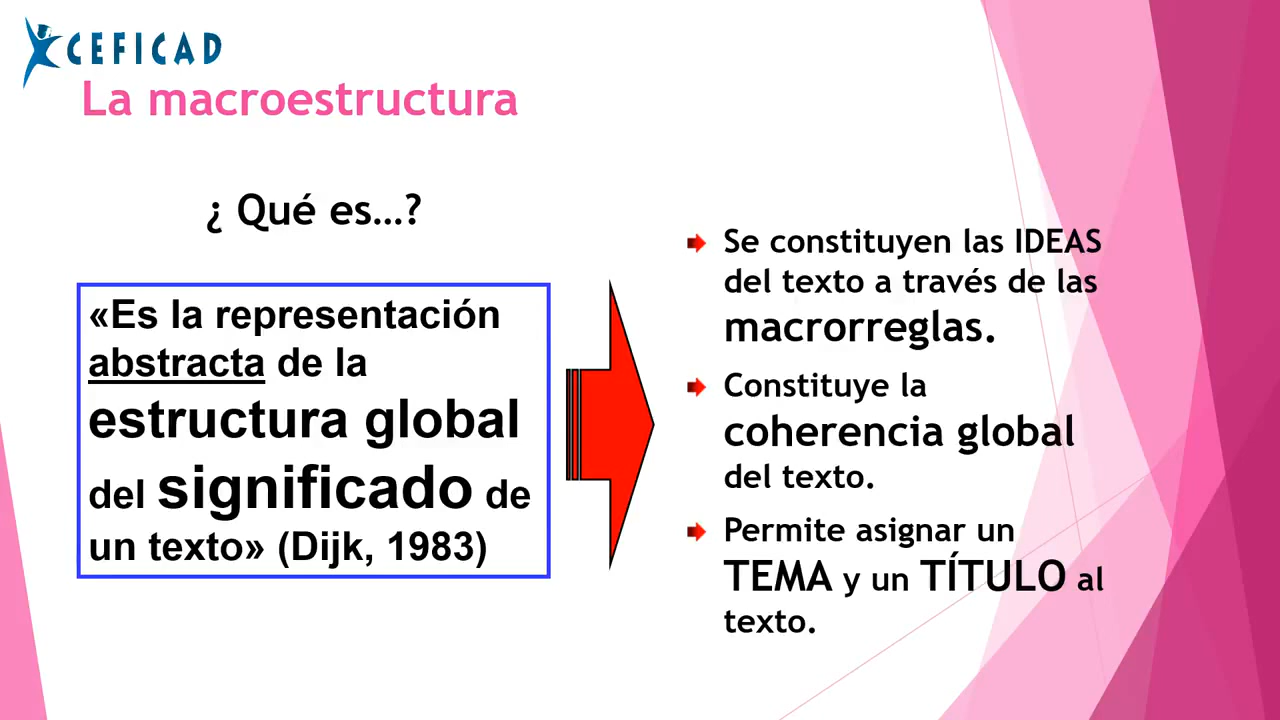 CEFICAD
La macroestructura
¿ Qué es…?
«Es la representación
abstracta de la
estructura global
del significado de
un texto» (Dijk, 1983)
Se constituyen las IDEAS
del texto a través de las
macrorreglas.
Constituye la
coherencia global
del texto.
Permite asignar un
TEMA y un TÍTULO al
texto.